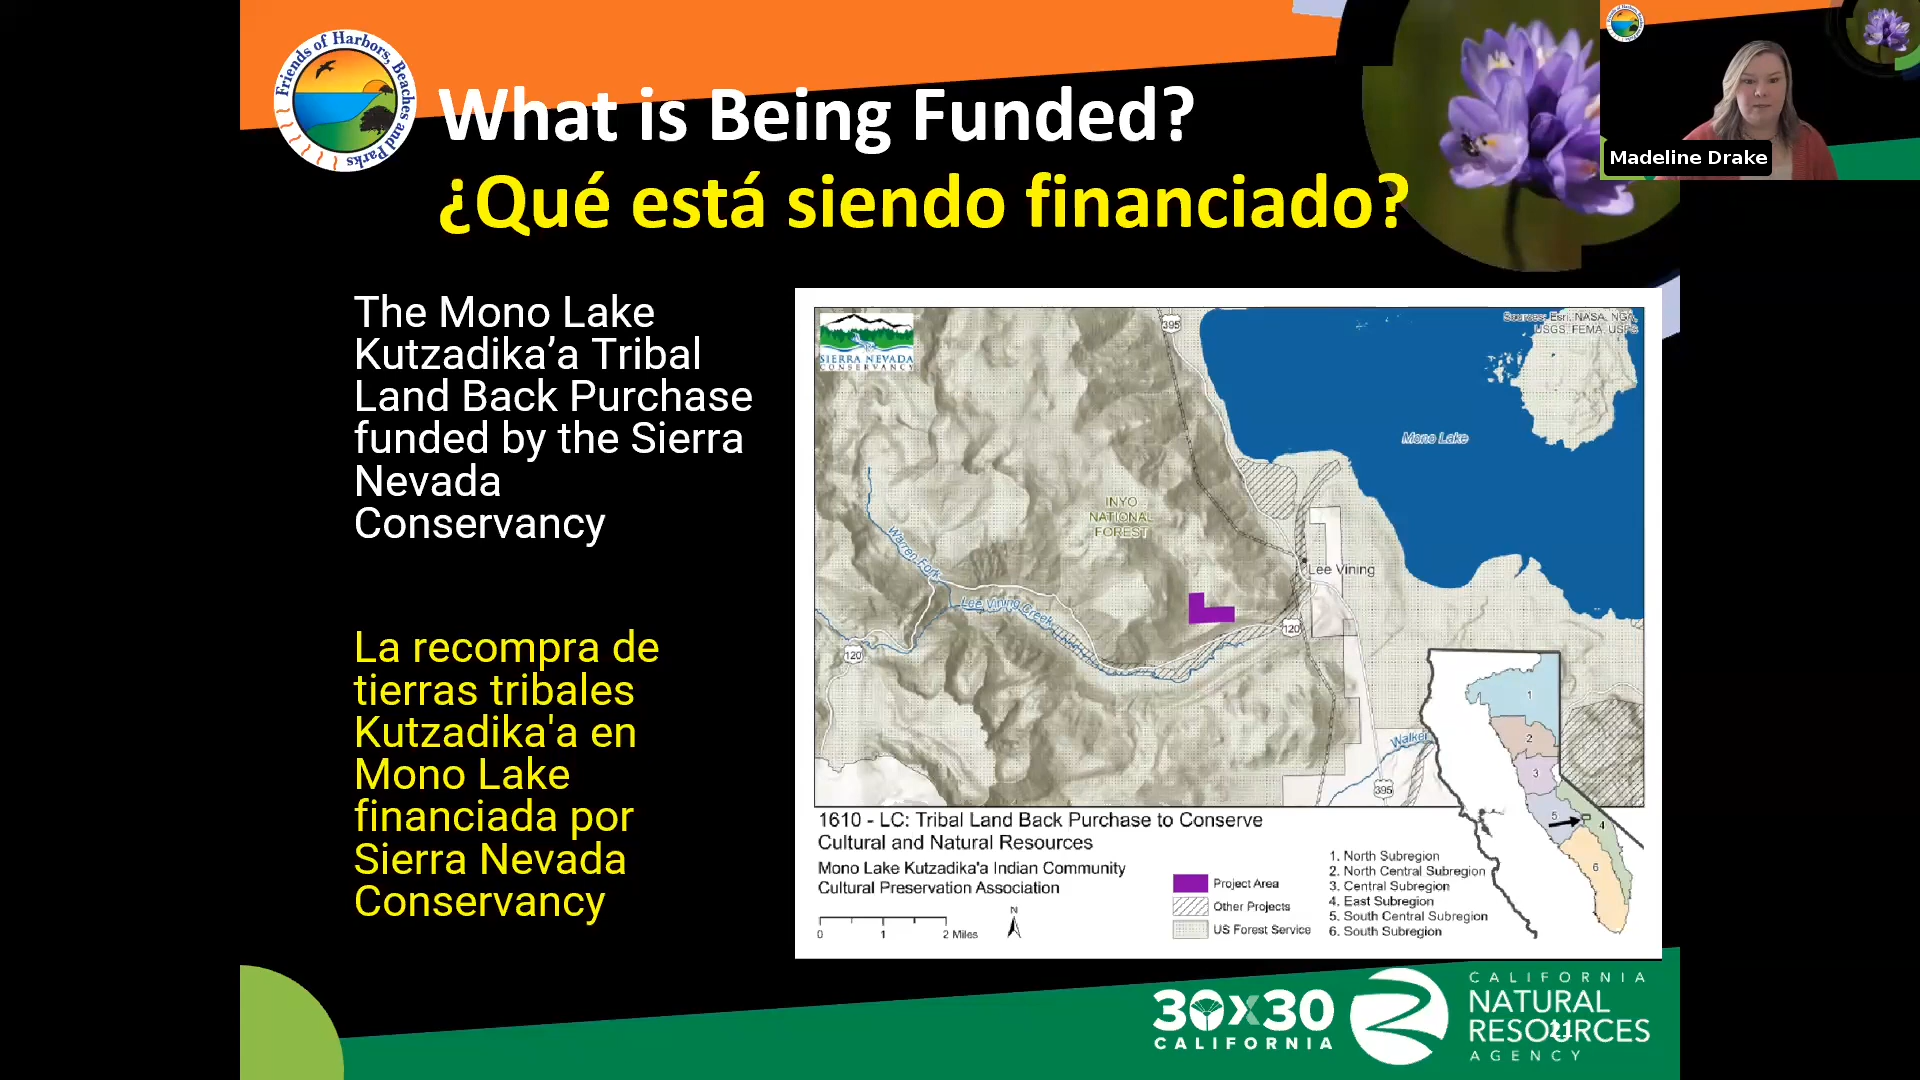 Friends of Harbors, Beaches and Parks
What is Being Funded?
¿Qué está siendo financiado?
Madeline Drake
The Mono Lake
Kutzadika’a Tribal
Land Back Purchase
funded by the Sierra
Nevada
Conservancy
La recompra de
tierras tribales
Kutzadika'a en
Mono Lake
financiada por
Sierra Nevada
Conservancy
SIERRA NEVADA
CONSERVANCY
395
Sources: Esri, NASA, NGA,
USGS, FEMA, USFS
Mono Lake
INYO
NATIONAL
FOREST
Warren Fork
Lee Vining
Lee Vining Creek
120
120
Walker
395
1
2
3
5
4
6
1610 - LC: Tribal Land Back Purchase to Conserve
Cultural and Natural Resources
Mono Lake Kutzadika'a Indian Community
Cultural Preservation Association
0 1 2 Miles
N
Project Area
Other Projects
US Forest Service
1. North Subregion
2. North Central Subregion
3. Central Subregion
4. East Subregion
5. South Central Subregion
6. South Subregion
30x30
CALIFORNIA
CALIFORNIA
NATURAL
RESOURCES
AGENCY
21